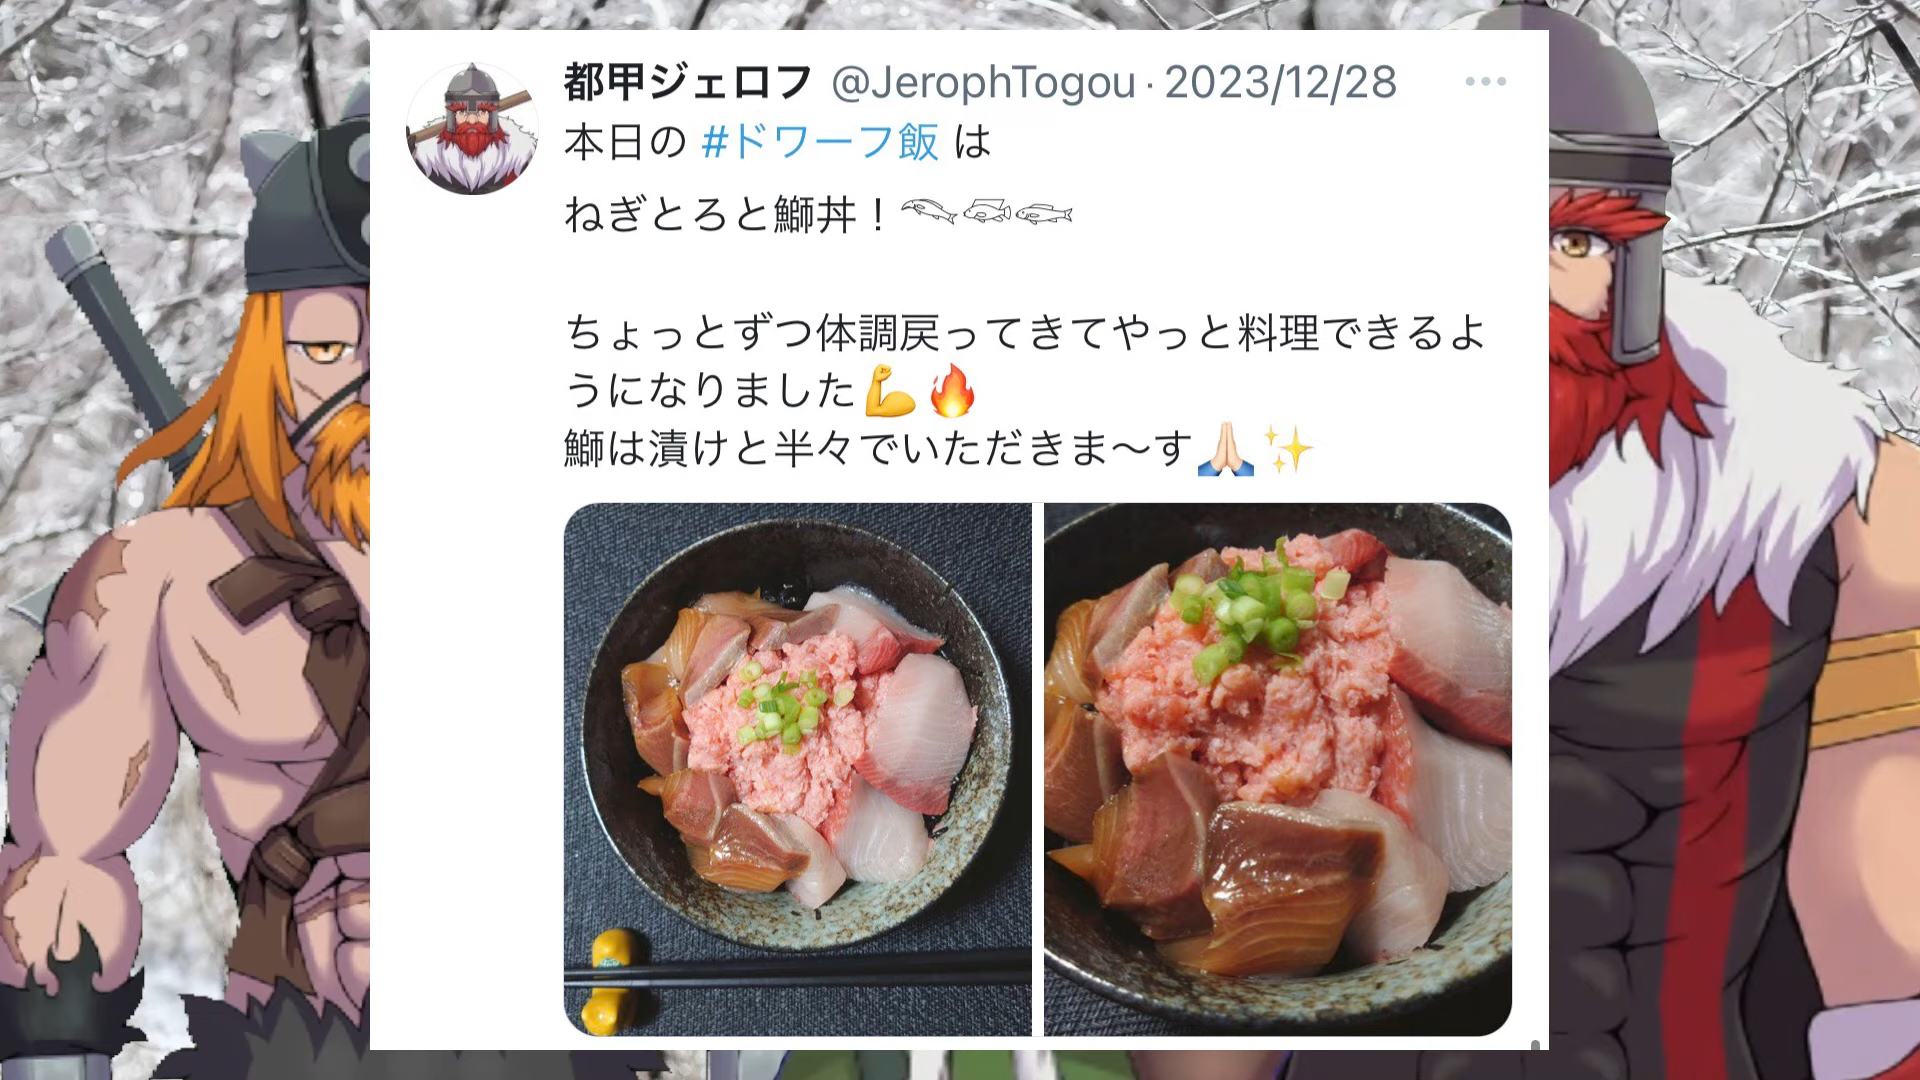 都甲ジェロフ @JerophTogou · 2023/12/28
本日の #ドワーフ飯 は
ねぎとろと鰤丼！𓆛𓆜𓆝
ちょっとずつ体調戻ってきてやっと料理できるよ
うになりました💪🔥
鰤は漬けと半々でいただきま〜す🙏🏻✨